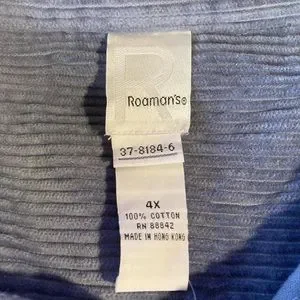 R
Roaman's®
37-8184-6
4X
100% COTTON
RN 88842
MADE IN HONG KONG